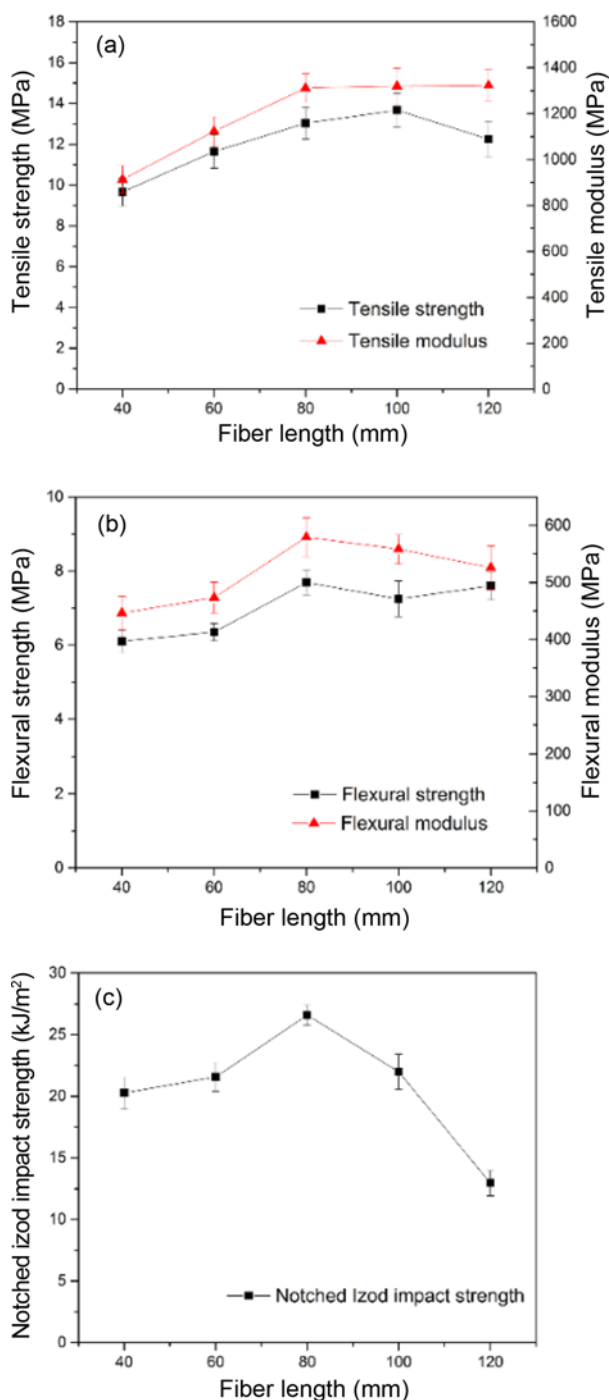 (a)
Tensile strength (MPa)
18
16
14
12
10
8
6
4
2
0
1600
1400
1200
1000
800
600
400
200
0
Tensile modulus (MPa)
Tensile strength
Tensile modulus
40 60 80 100 120
Fiber length (mm)
(b)
Flexural strength (MPa)
10
8
6
4
2
0
600
500
400
300
200
100
0
Flexural modulus (MPa)
Flexural strength
Flexural modulus
40 60 80 100 120
Fiber length (mm)
(c)
Notched izod impact strength (kJ/m²)
30
25
20
15
10
5
0
Notched Izod impact strength
40 60 80 100 120
Fiber length (mm)